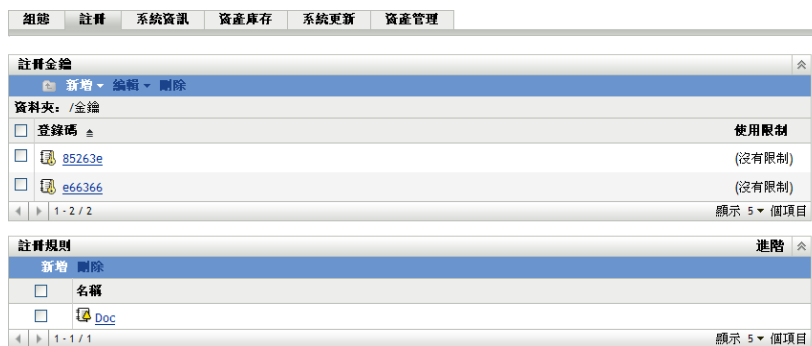 組態 註冊 系統資訊 資產庫存 系統更新 資產管理
註冊金鑰
新增 編輯 刪除
資料夾：/金鑰
登錄碼 使用限制
85263e (沒有限制)
e66366 (沒有限制)
1 - 2 / 2 顯示 5 個項目
註冊規則 進階
新增 刪除
名稱
Doc
1 - 1 / 1 顯示 5 個項目